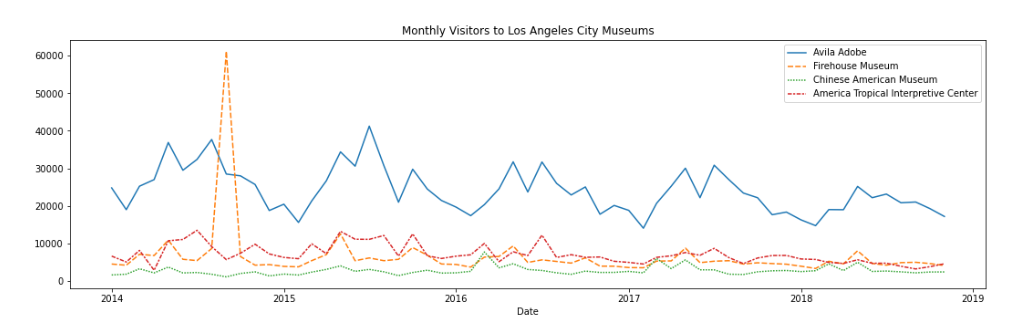 Monthly Visitors to Los Angeles City Museums
Avila Adobe
Firehouse Museum
Chinese American Museum
America Tropical Interpretive Center
60000
50000
40000
30000
20000
10000
0
2014 2015 2016 2017 2018 2019
Date